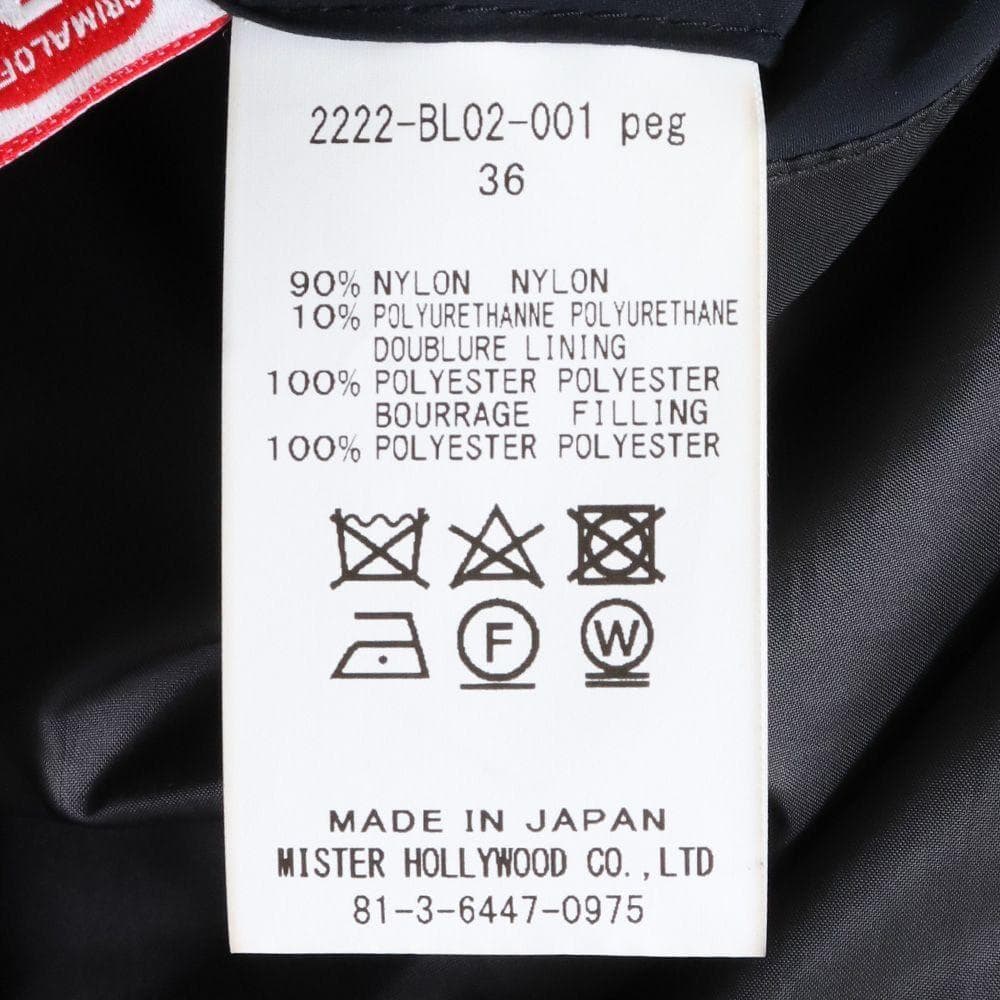 2222-BL02-001 peg
36
90% NYLON NYLON
10% POLYURETHANNE POLYURETHANE
DOUBLURE LINING
100% POLYESTER POLYESTER
BOURRAGE FILLING
100% POLYESTER POLYESTER
F W
MADE IN JAPAN
MISTER HOLLYWOOD CO.,LTD
81-3-6447-0975